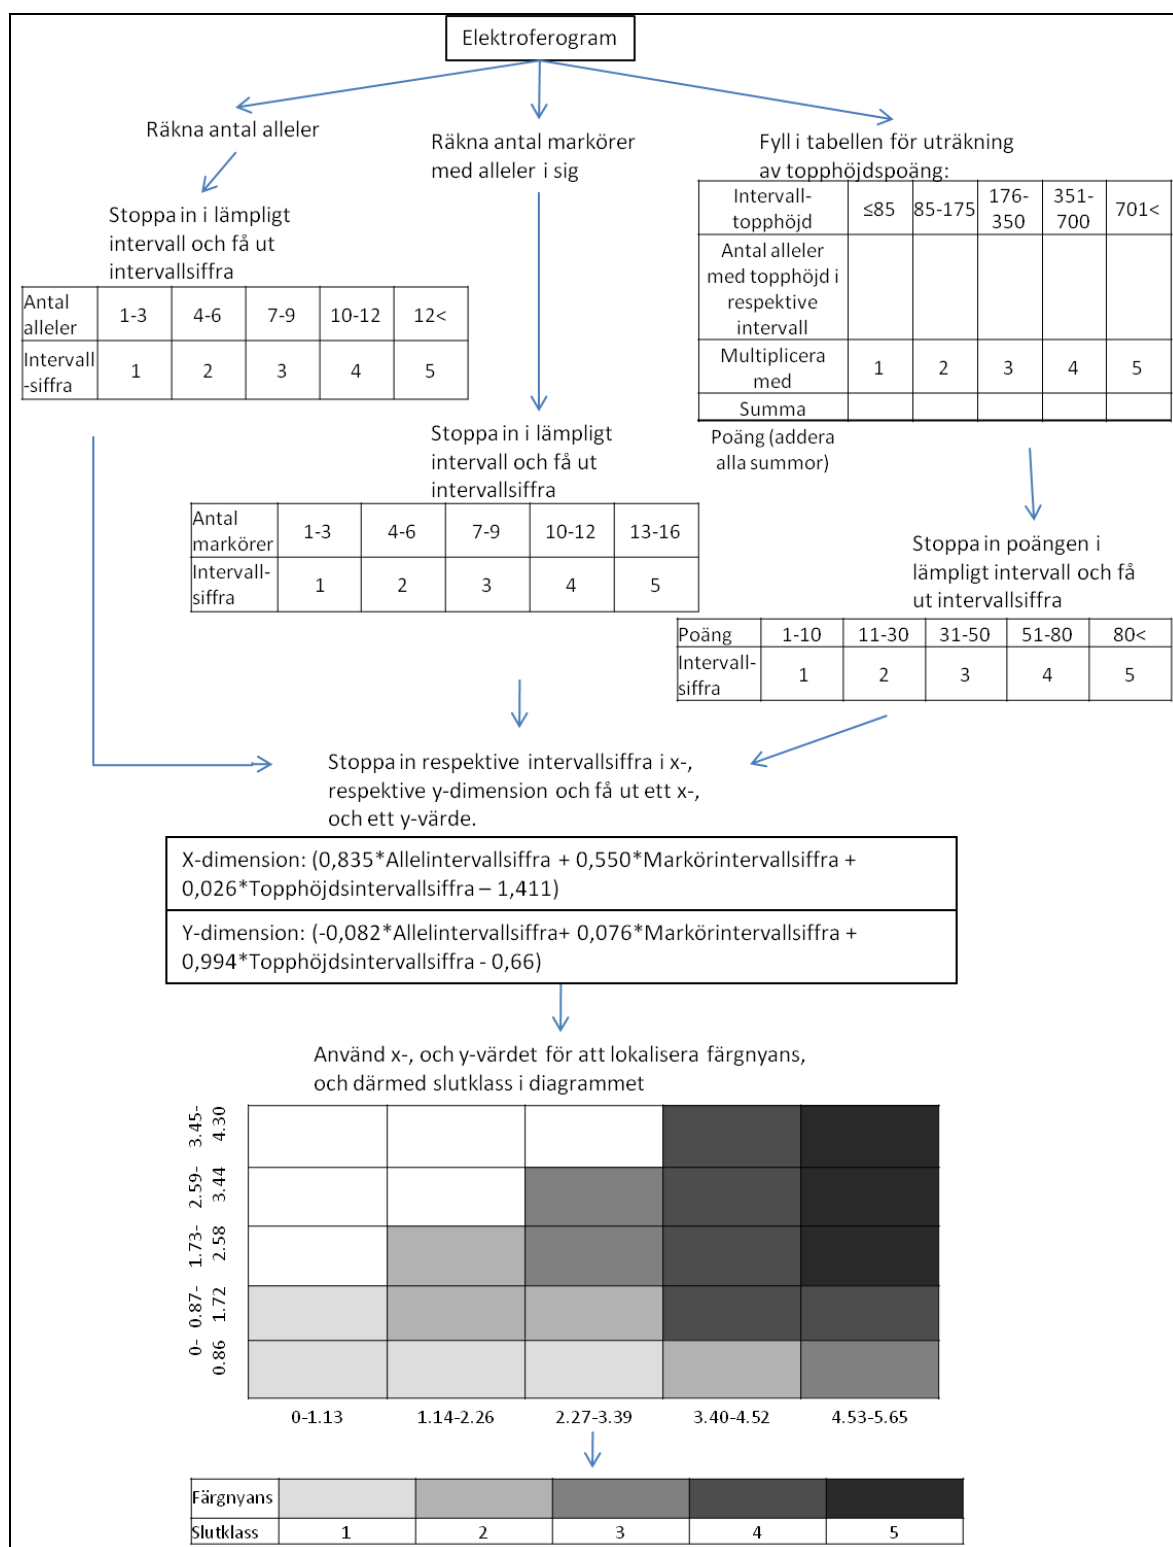 Elektroferogram
Räkna antal alleler
Stoppa in i lämpligt
intervall och få ut
intervallsiffra
Antal
alleler
1-3
4-6
7-9
10-12
12<
Intervall
-siffra
1
2
3
4
5
Räkna antal markörer
med alleler i sig
Stoppa in i lämpligt
intervall och få ut
intervallsiffra
Antal
markörer
1-3
4-6
7-9
10-12
13-16
Intervall-
siffra
1
2
3
4
5
Fyll i tabellen för uträkning
av topphöjdspoäng:
Intervall-
topphöjd
≤85
85-175
176-
350
351-
700
701<
Antal alleler
med topphöjd i
respektive
intervall
Multiplicera
med
1
2
3
4
5
Summa
Poäng (addera
alla summor)
Stoppa in poängen i
lämpligt intervall och få
ut intervallsiffra
Poäng
1-10
11-30
31-50
51-80
80<
Intervall-
siffra
1
2
3
4
5
Stoppa in respektive intervallsiffra i x-,
respektive y-dimension och få ut ett x-,
och ett y-värde.
X-dimension: (0,835*Allelintervallsiffra + 0,550*Markörintervallsiffra +
0,026*Topphöjdsintervallsiffra – 1,411)
Y-dimension: (-0,082*Allelintervallsiffra+ 0,076*Markörintervallsiffra +
0,994*Topphöjdsintervallsiffra - 0,66)
Använd x-, och y-värdet för att lokalisera färgnyans,
och därmed slutklass i diagrammet
3.45-
4.30
2.59-
3.44
1.73-
2.58
0.87-
1.72
0-
0.86
0-1.13
1.14-2.26
2.27-3.39
3.40-4.52
4.53-5.65
Färgnyans
Slutklass
1
2
3
4
5